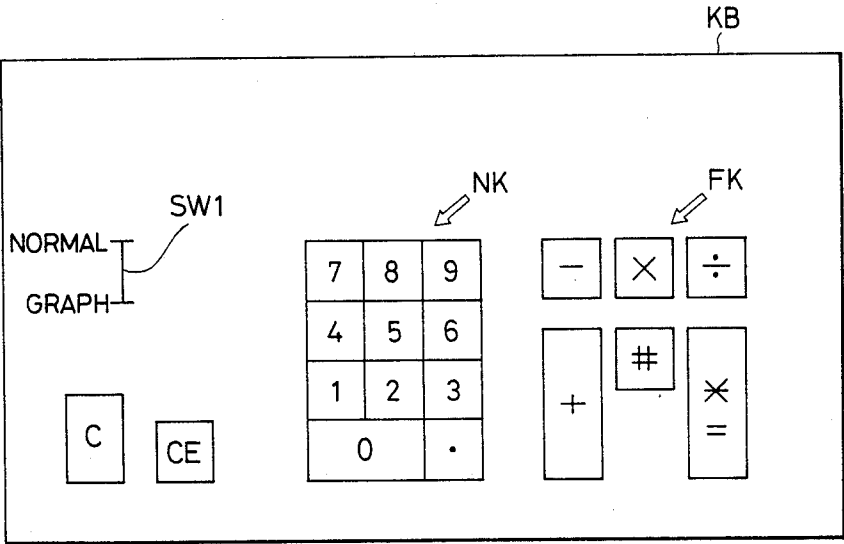 KB
NK
FK
SW1
NORMAL
GRAPH
7 8 9
4 5 6
1 2 3
0 .
− × ÷
+ # * =
C CE